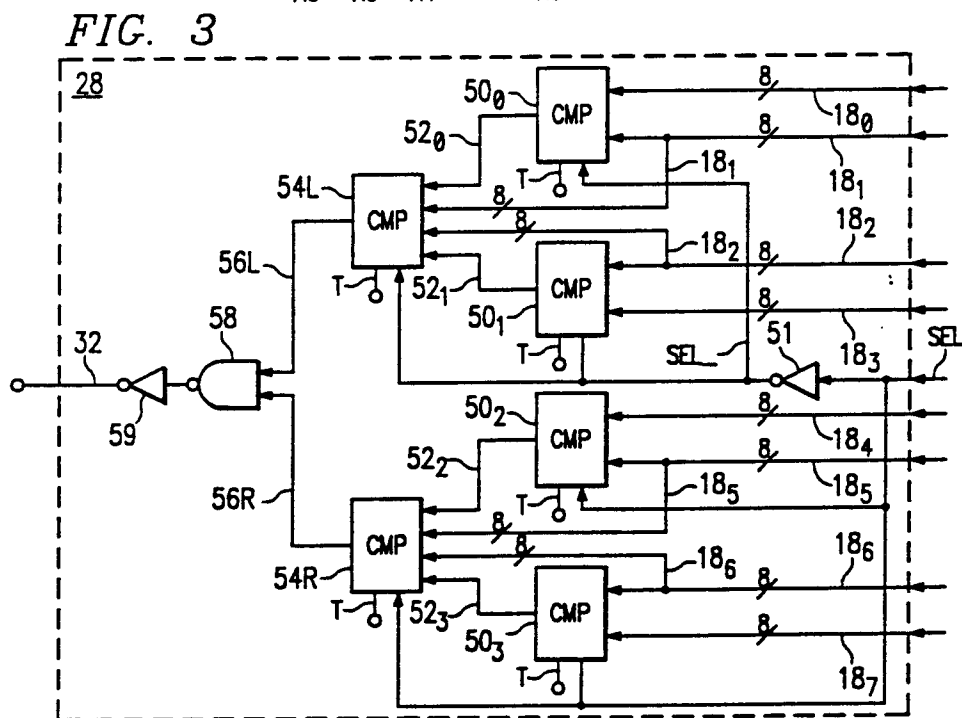 FIG. 3
28
50₀
CMP
8
18₀
52₀
8
18₁
T
18₁
54L
CMP
8
8
18₂
8
18₂
56L
T
52₁
50₁
CMP
8
18₃
58
T
SEL
51
SEL
32
59
50₂
CMP
8
18₄
52₂
8
18₅
T
18₅
56R
CMP
8
8
18₆
8
18₆
54R
T
52₃
50₃
CMP
8
18₇
T